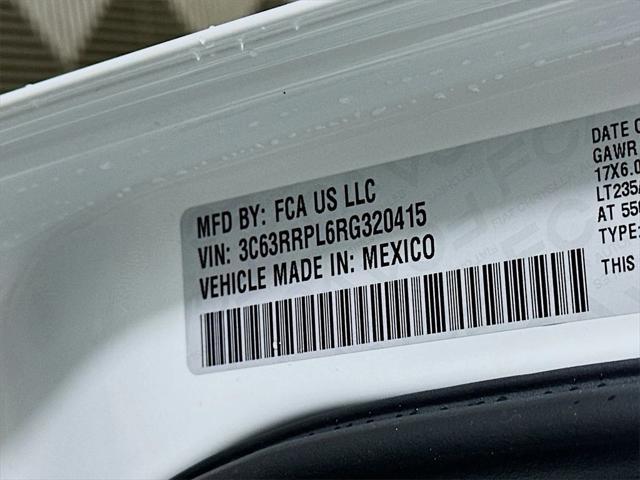 MFD BY: FCA US LLC
VIN: 3C63RRPL6RG320415
VEHICLE MADE IN: MEXICO
DATE O
GAWR
17X6.0
LT235/
AT 550
TYPE:
THIS